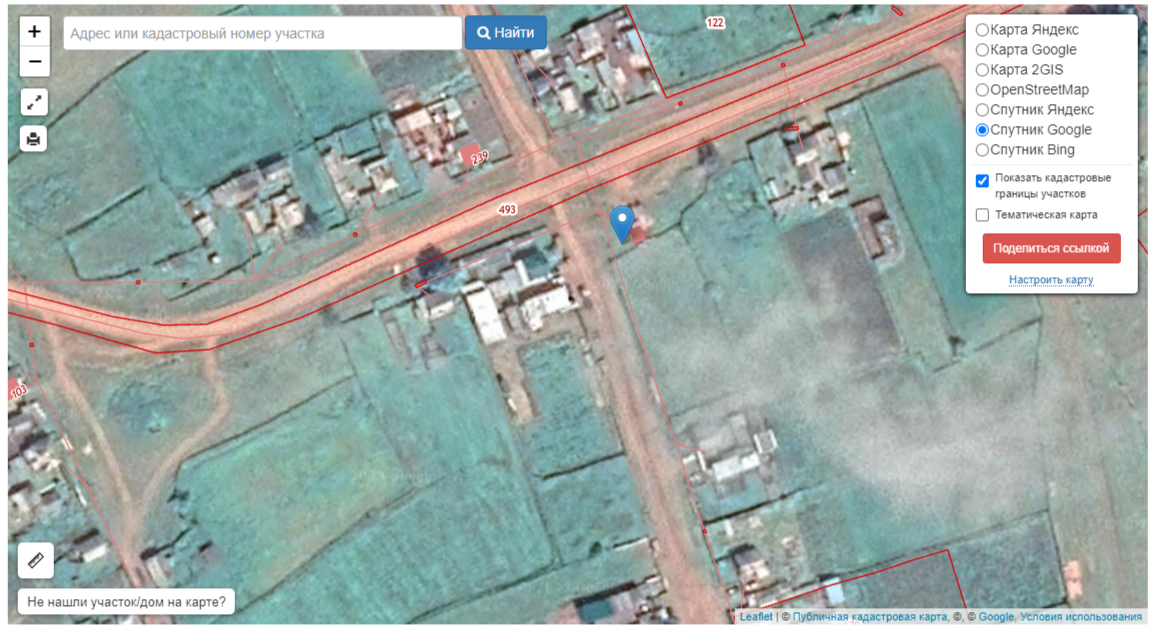 +
Адрес или кадастровый номер участка
Найти
−
122
Карта Яндекс
Карта Google
Карта 2GIS
OpenStreetMap
Спутник Яндекс
Спутник Google
Спутник Bing
Показать кадастровые
границы участков
Тематическая карта
Поделиться ссылкой
Настроить карту
239
493
103
Не нашли участок/дом на карте?
Leaflet | © Публичная кадастровая карта, ©, © Google, Условия использования